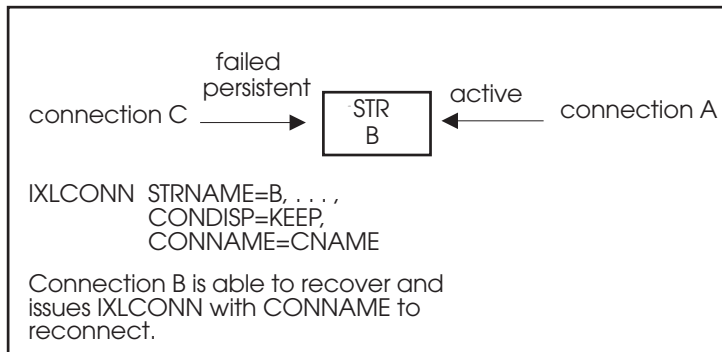 failed
persistent
connection C
STR
B
active
connection A
IXLCONN STRNAME=B, . . . ,
CONDISP=KEEP,
CONNAME=CNAME
Connection B is able to recover and
issues IXLCONN with CONNAME to
reconnect.